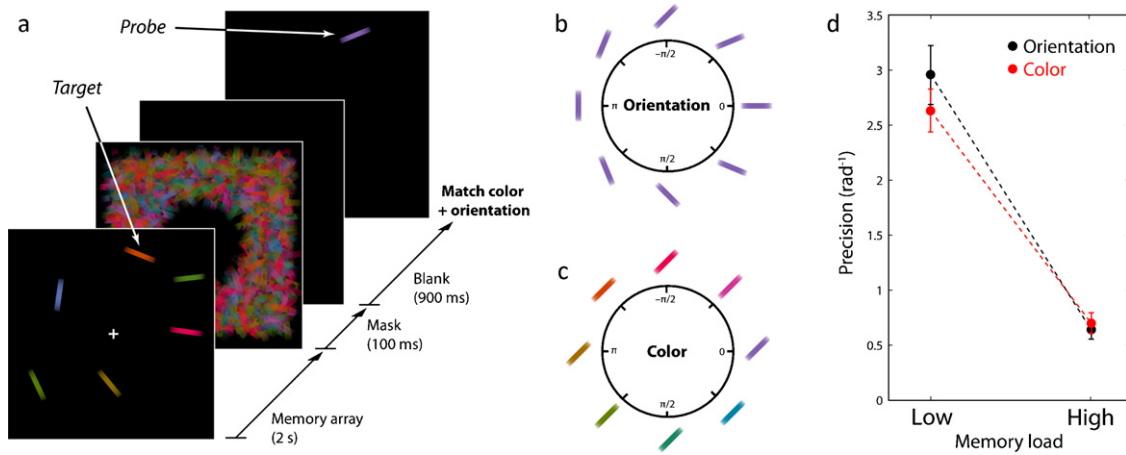 a
Probe
Target
Match color
+ orientation
Blank
(900 ms)
Mask
(100 ms)
Memory array
(2 s)
b
−π/2
Orientation
π
0
π/2
c
−π/2
Color
π
0
π/2
d
Orientation
Color
Precision (rad⁻¹)
3.5
3
2.5
2
1.5
1
0.5
0
Low
High
Memory load